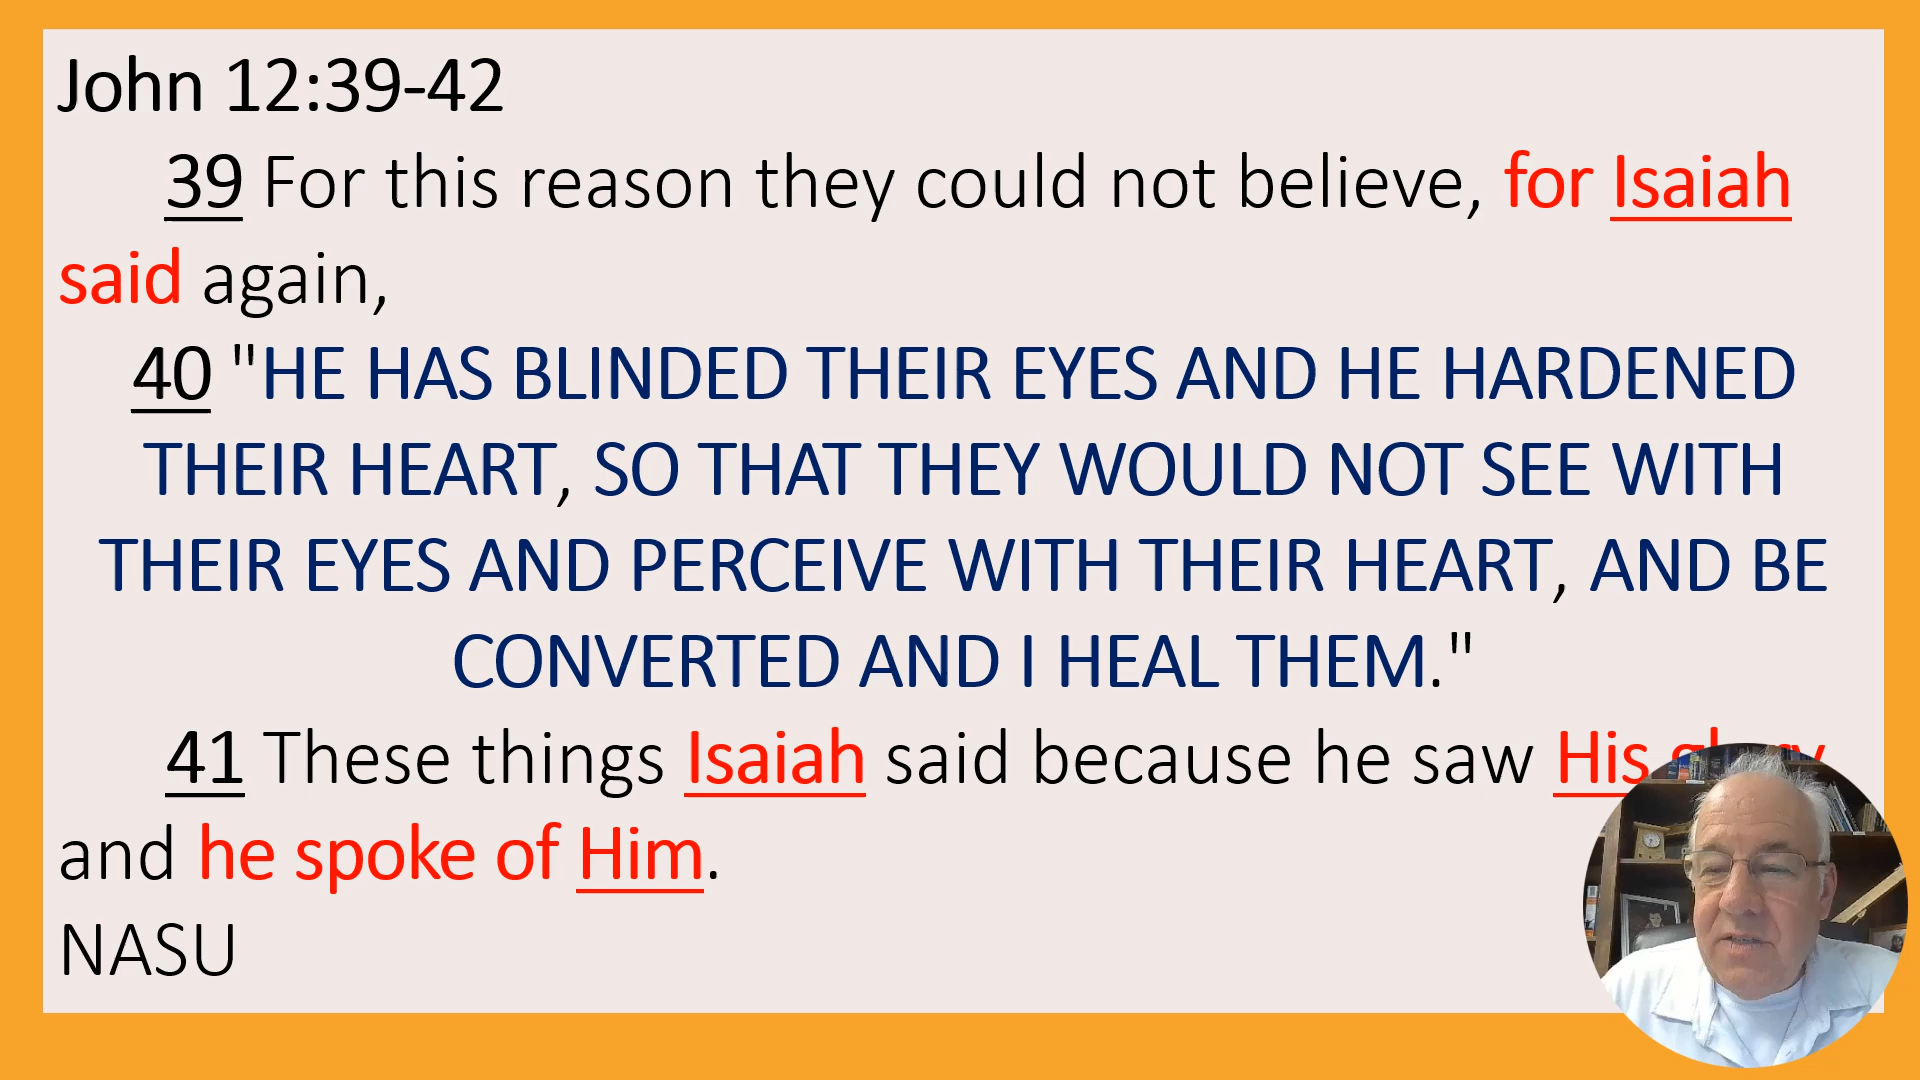 John 12:39-42
39 For this reason they could not believe, for Isaiah
said again,
40 "HE HAS BLINDED THEIR EYES AND HE HARDENED
THEIR HEART, SO THAT THEY WOULD NOT SEE WITH
THEIR EYES AND PERCEIVE WITH THEIR HEART, AND BE
CONVERTED AND I HEAL THEM."
41 These things Isaiah said because he saw His glory
and he spoke of Him.
NASU